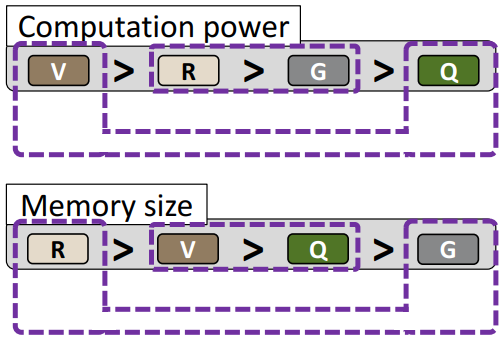 Computation power
V > R > G > Q
Memory size
R > V > Q > G